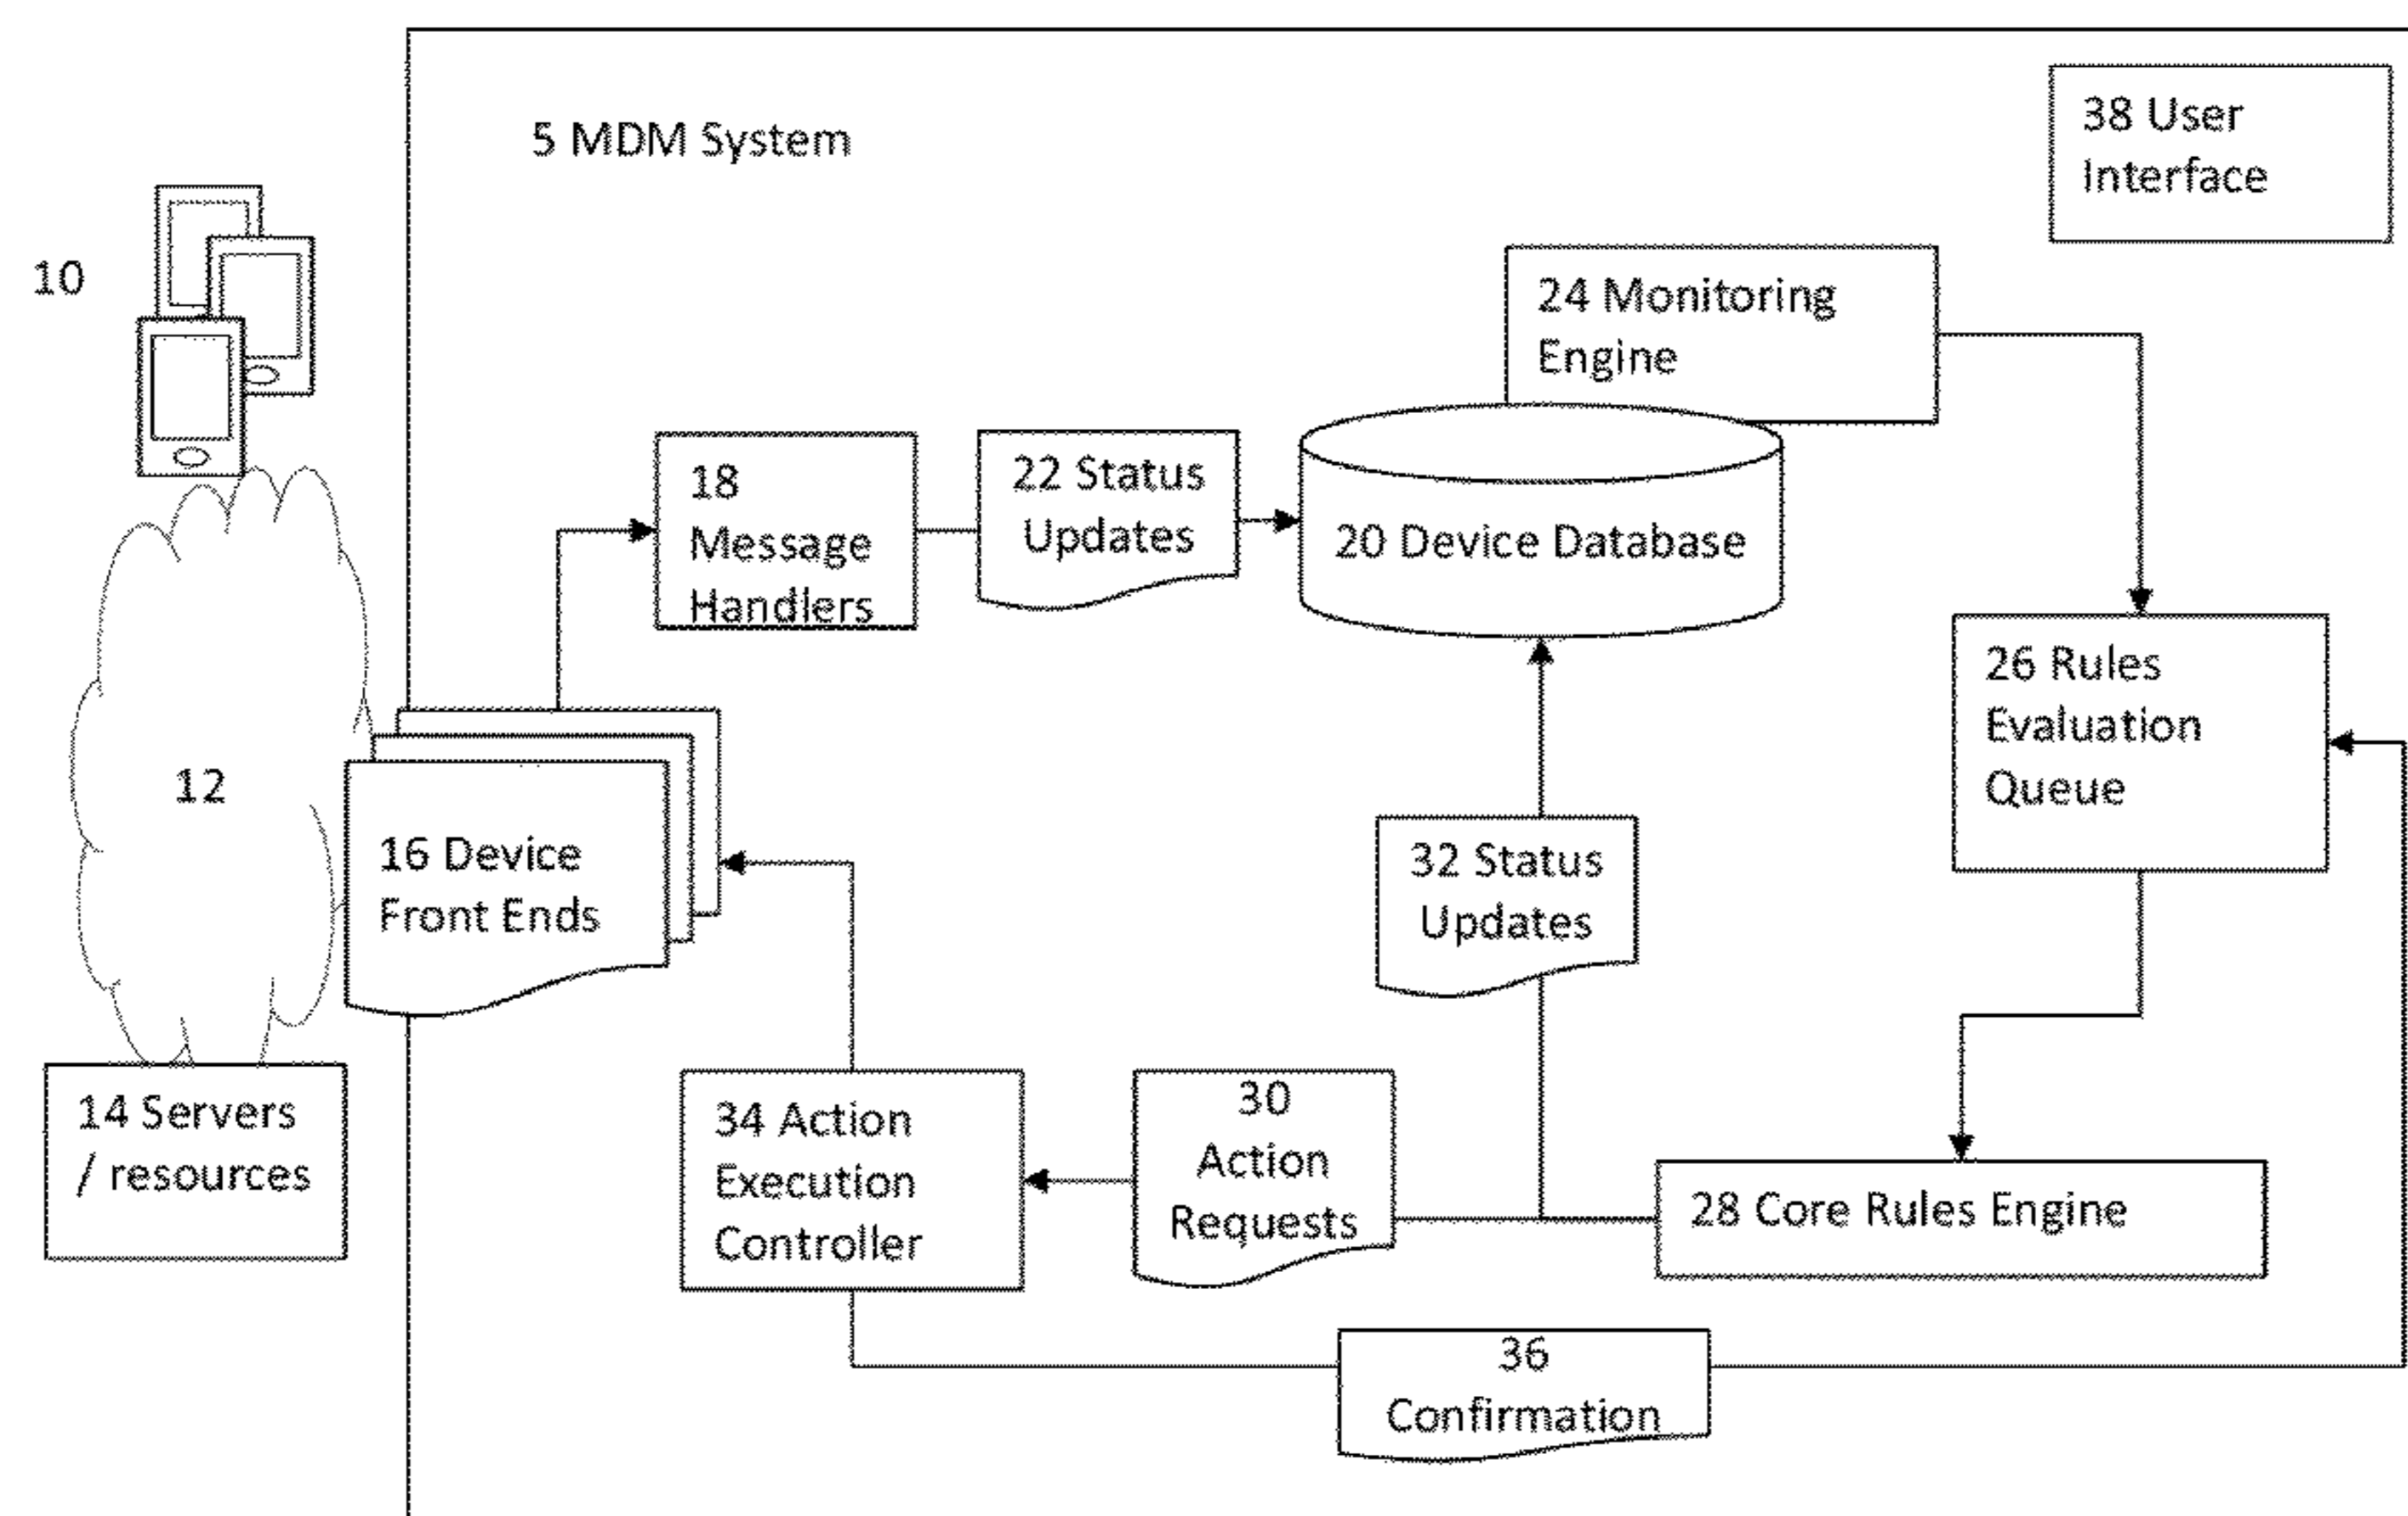 5 MDM System
38 User
Interface
10
24 Monitoring
Engine
18
Message
Handlers
22 Status
Updates
20 Device Database
26 Rules
Evaluation
Queue
12
16 Device
Front Ends
32 Status
Updates
14 Servers
/ resources
34 Action
Execution
Controller
30
Action
Requests
28 Core Rules Engine
36
Confirmation